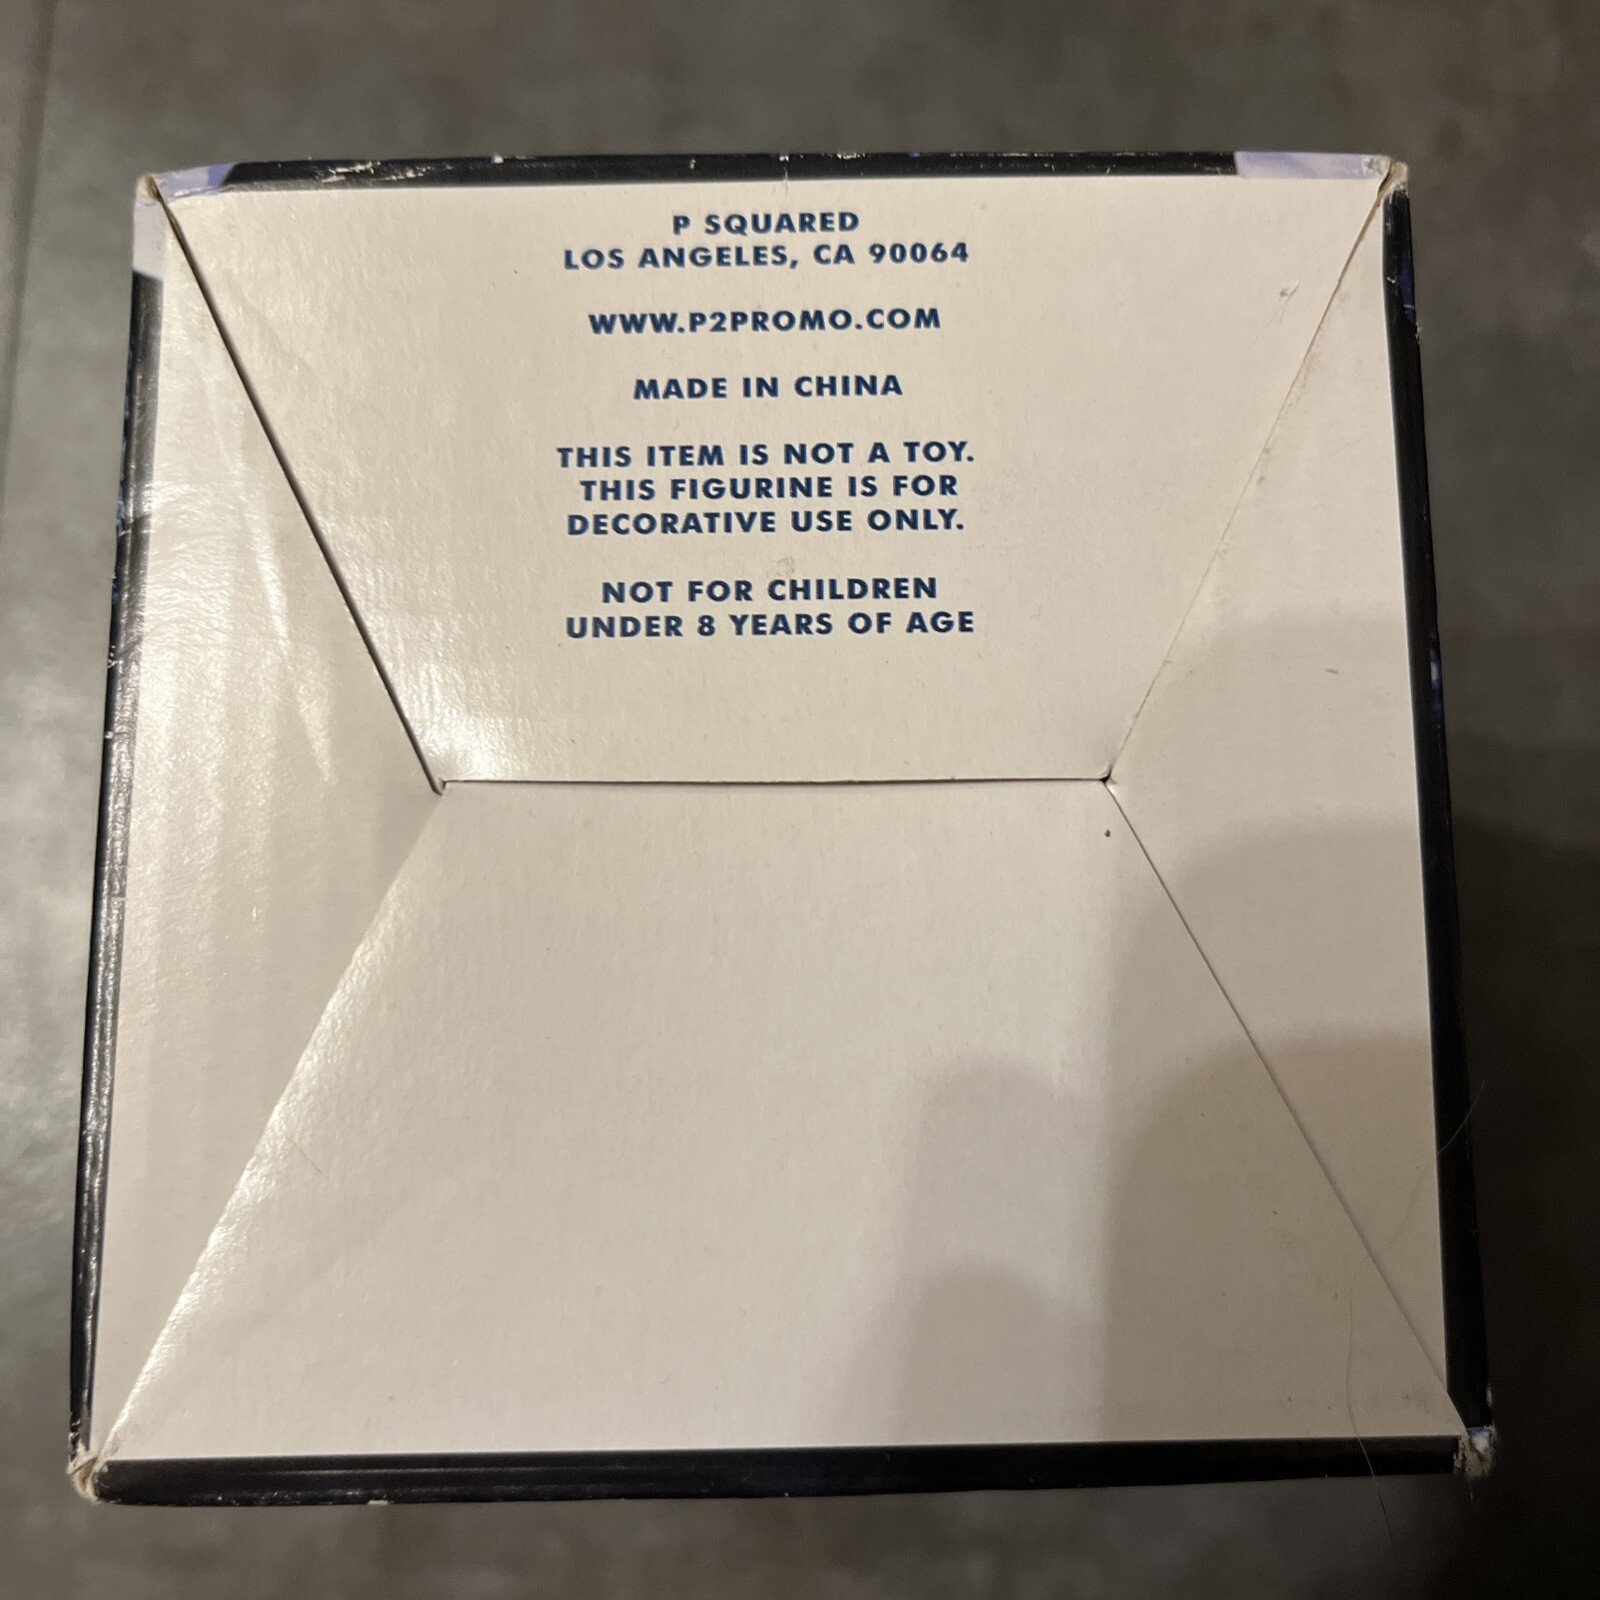 P SQUARED
LOS ANGELES, CA 90064
WWW.P2PROMO.COM
MADE IN CHINA
THIS ITEM IS NOT A TOY.
THIS FIGURINE IS FOR
DECORATIVE USE ONLY.
NOT FOR CHILDREN
UNDER 8 YEARS OF AGE